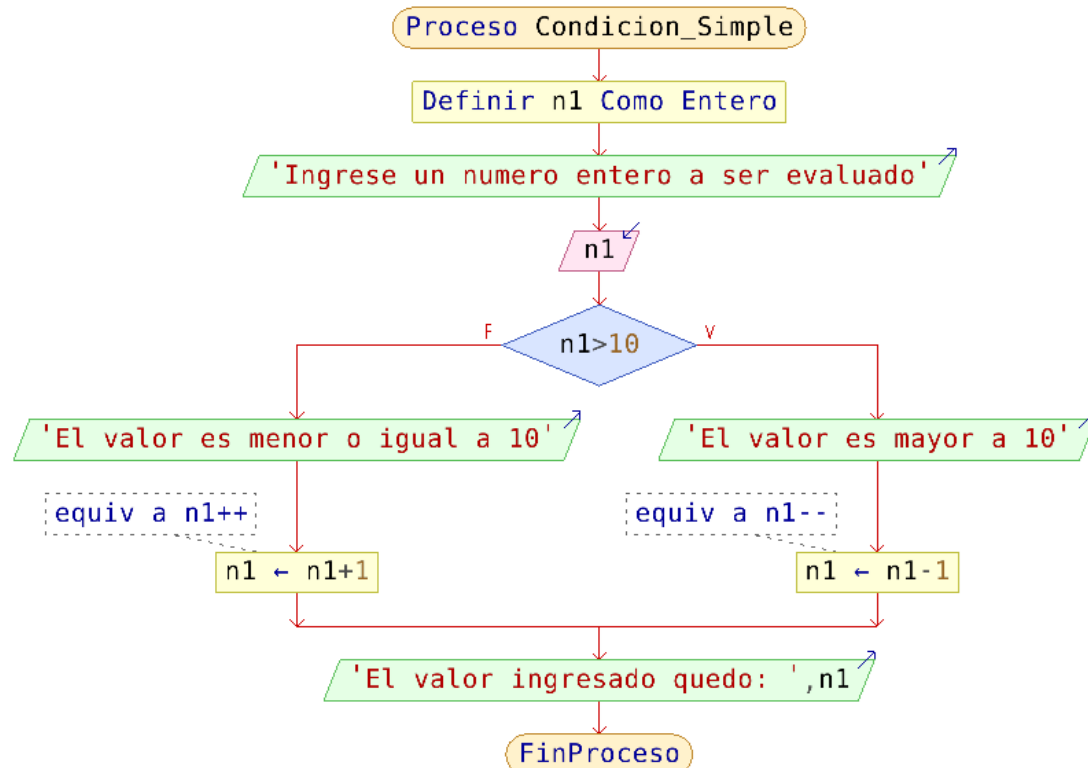 Proceso Condicion_Simple
Definir n1 Como Entero
'Ingrese un numero entero a ser evaluado'
n1
n1>10
F
V
'El valor es menor o igual a 10'
'El valor es mayor a 10'
equiv a n1++
equiv a n1--
n1 ← n1+1
n1 ← n1-1
'El valor ingresado quedo: ',n1
FinProceso